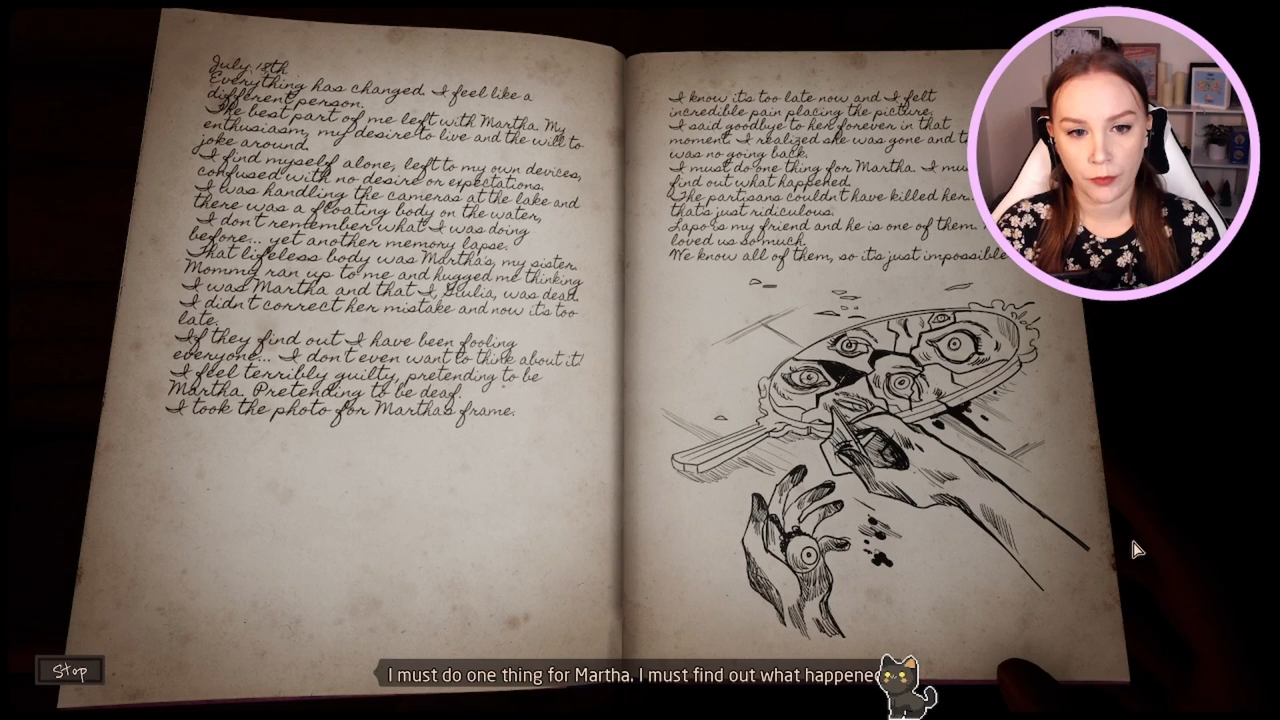 July 18th
Everything has changed. I feel like a
different person.
The best part of me left with Martha. My
enthusiasm, my desire to live and the will to
joke around.
I find myself alone, left to my own devices,
confused with no desire or expectations.
I was handling the cameras at the lake and
there was a floating body on the water,
I don't remember what I was doing
before... yet another memory lapse.
That lifeless body was Martha's, my sister.
Mommy ran up to me and hugged me thinking
I was Martha and that I, Giulia, was dead.
I didn't correct her mistake and now it's too
late.
If they find out I have been fooling
everyone... I don't even want to think about it!
I feel terribly guilty, pretending to be
Martha. Pretending to be deaf.
I took the photo for Martha's frame.
I know it's too late now and I felt
incredible pain placing the picture.
I said goodbye to her forever in that
moment. I realized she was gone and t
was no going back.
I must do one thing for Martha. I mus
find out what happened.
The partisans couldn't have killed her...
that's just ridiculous.
Lapo is my friend and he is one of them.
loved us so much.
We know all of them, so it's just impossible
Stop
I must do one thing for Martha. I must find out what happene